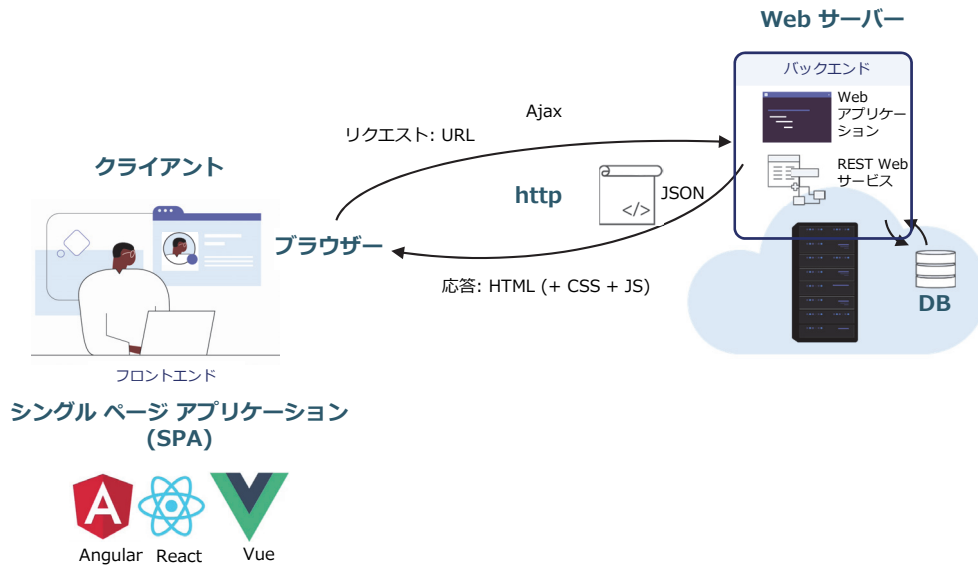 Web サーバー
バックエンド
Web
アプリケー
ション
REST Web
サービス
DB
Ajax
リクエスト: URL
http
</>
JSON
応答: HTML (+ CSS + JS)
クライアント
ブラウザー
フロントエンド
シングル ページ アプリケーション
(SPA)
A
Angular
React
Vue